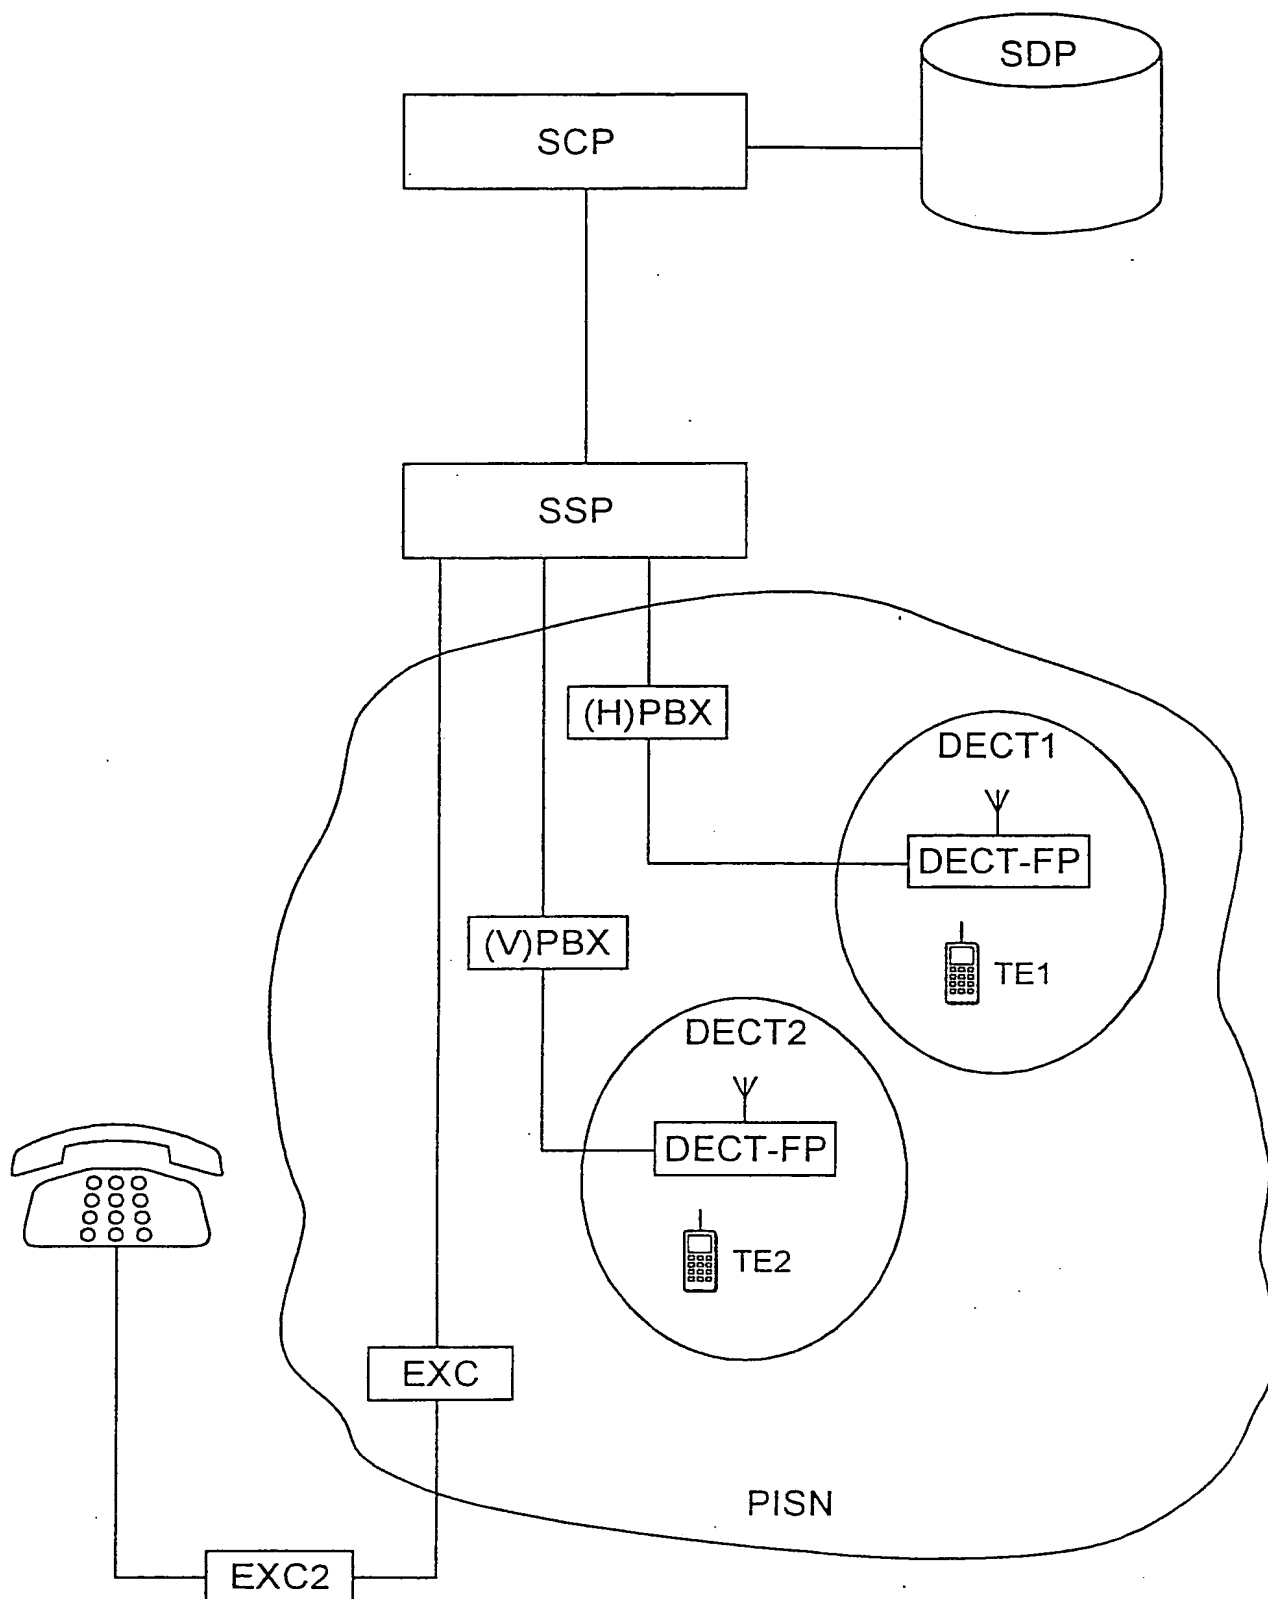 SDP
SCP
SSP
(H)PBX
DECT1
DECT-FP
(V)PBX
TE1
DECT2
DECT-FP
TE2
EXC
PISN
EXC2